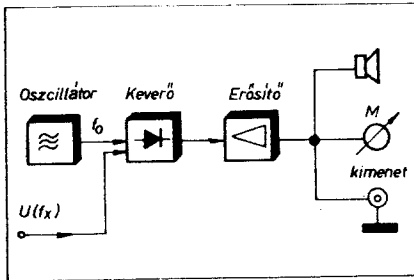 Oszcillátor
Keverő
Erősítő
M
f₀
kimenet
U(fₓ)